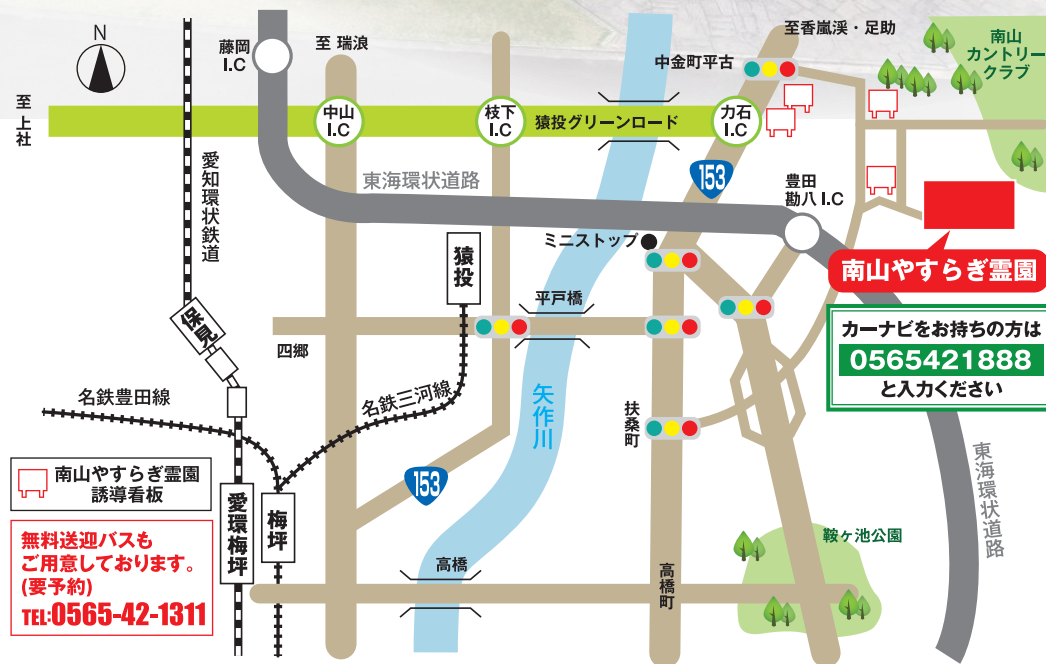 N
藤岡
I.C
至 瑞浪
至香嵐渓・足助
中金町平古
南山
カントリー
クラブ
至 上社
中山
I.C
枝下
I.C
猿投グリーンロード
力石
I.C
愛知環状鉄道
東海環状道路
153
豊田
勘八 I.C
ミニストップ
猿投
南山やすらぎ霊園
平戸橋
保見
四郷
カーナビをお持ちの方は
0565421888
と入力ください
名鉄豊田線
名鉄三河線
矢作川
扶桑町
東海環状道路
南山やすらぎ霊園
誘導看板
153
愛環梅坪
梅坪
無料送迎バスも
ご用意しております。
(要予約)
TEL:0565-42-1311
高橋
高橋町
鞍ヶ池公園